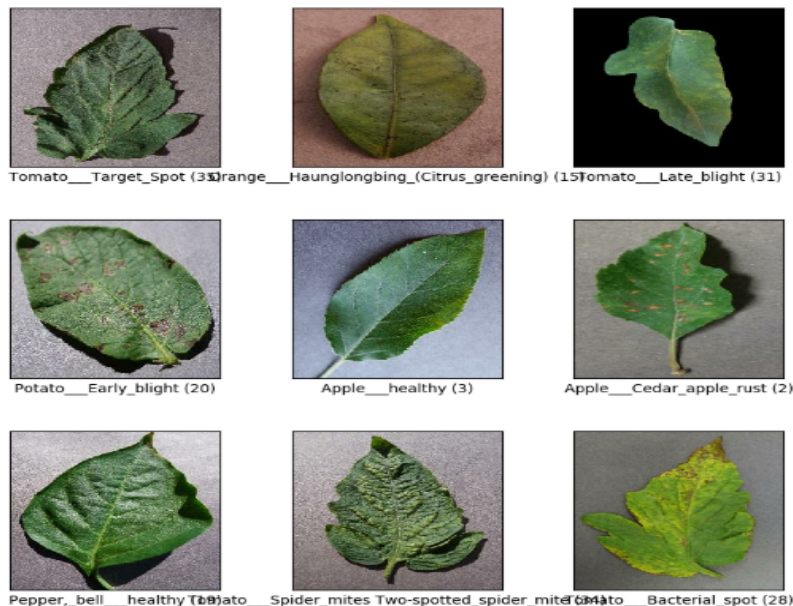 Tomato___Target_Spot (35)
Orange___Haunglongbing_(Citrus_greening) (15)
Tomato___Late_blight (31)
Potato___Early_blight (20)
Apple___healthy (3)
Apple___Cedar_apple_rust (2)
Pepper,_bell___healthy (19)
Tomato___Spider_mites Two-spotted_spider_mite (34)
Tomato___Bacterial_spot (28)